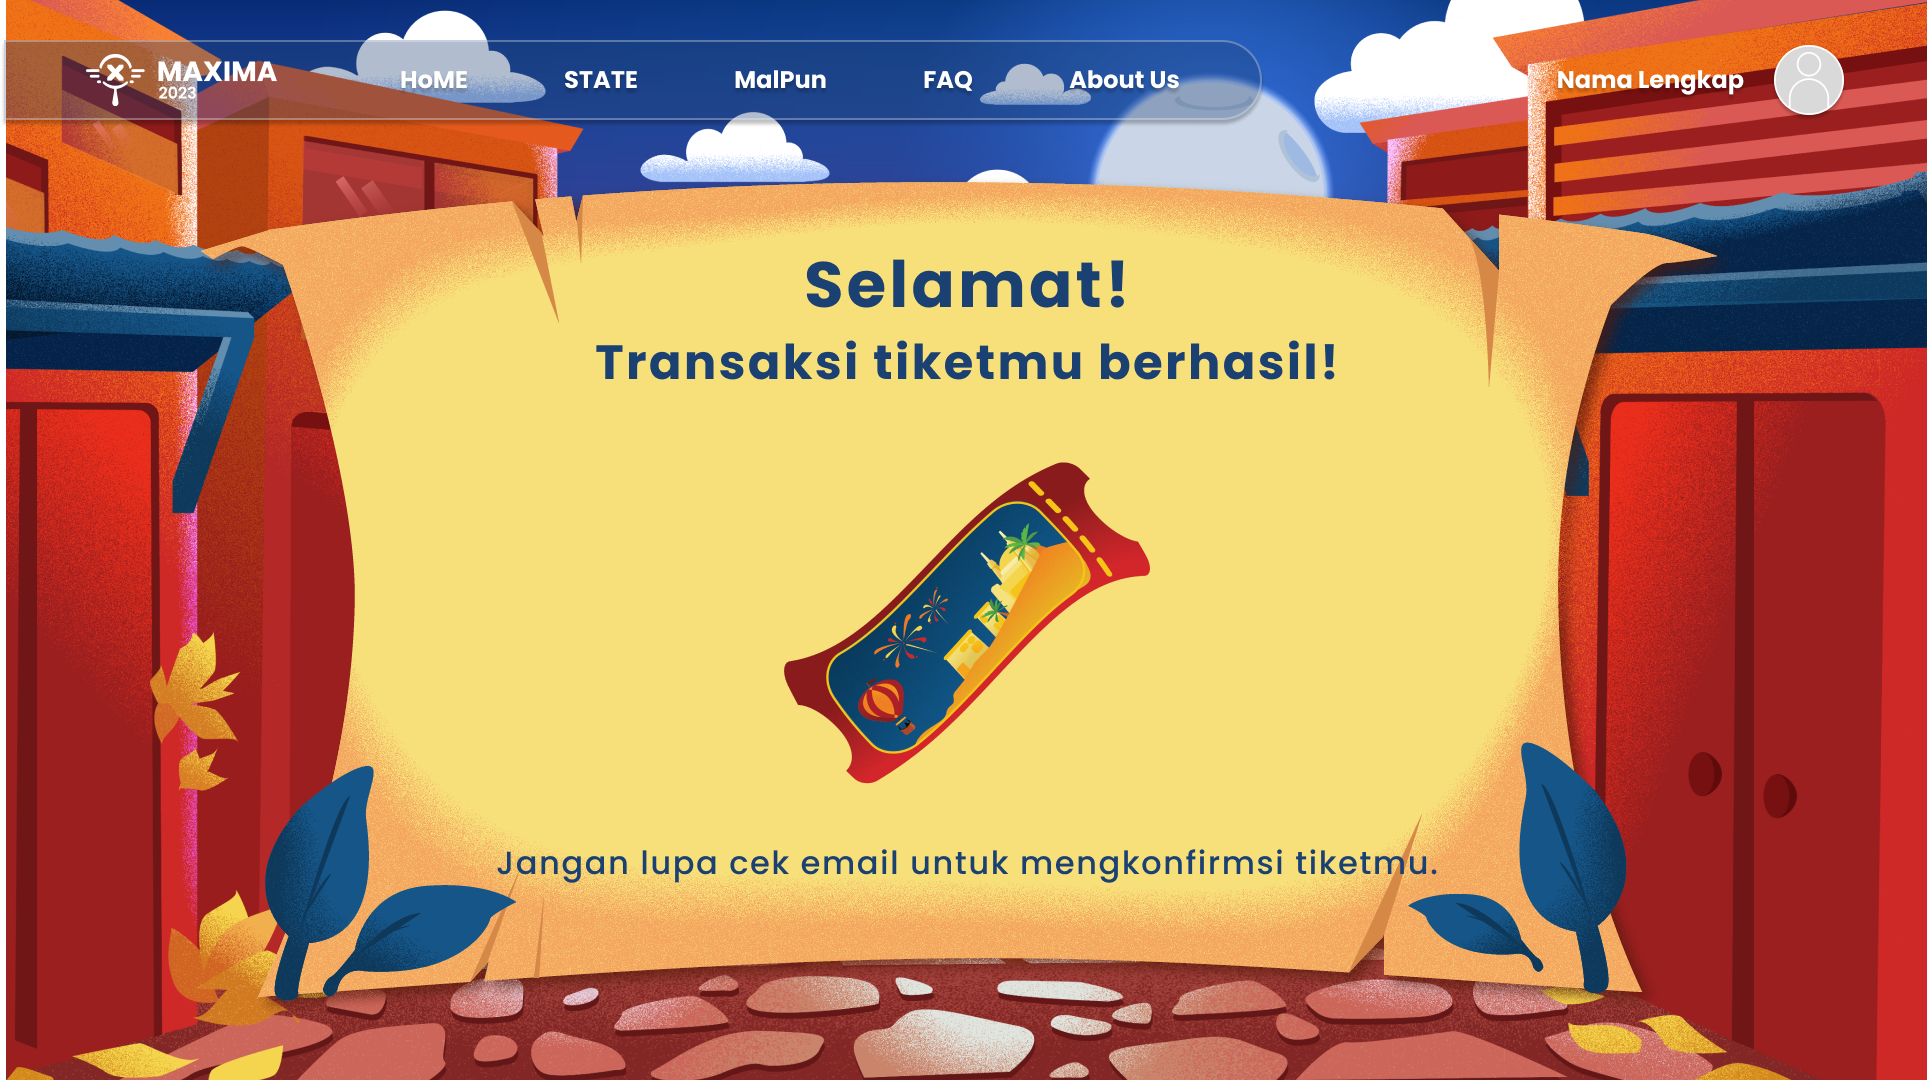 MAXIMA
2023
HoME
STATE
MalPun
FAQ
About Us
Nama Lengkap
Selamat!
Transaksi tiketmu berhasil!
Jangan lupa cek email untuk mengkonfirmsi tiketmu.